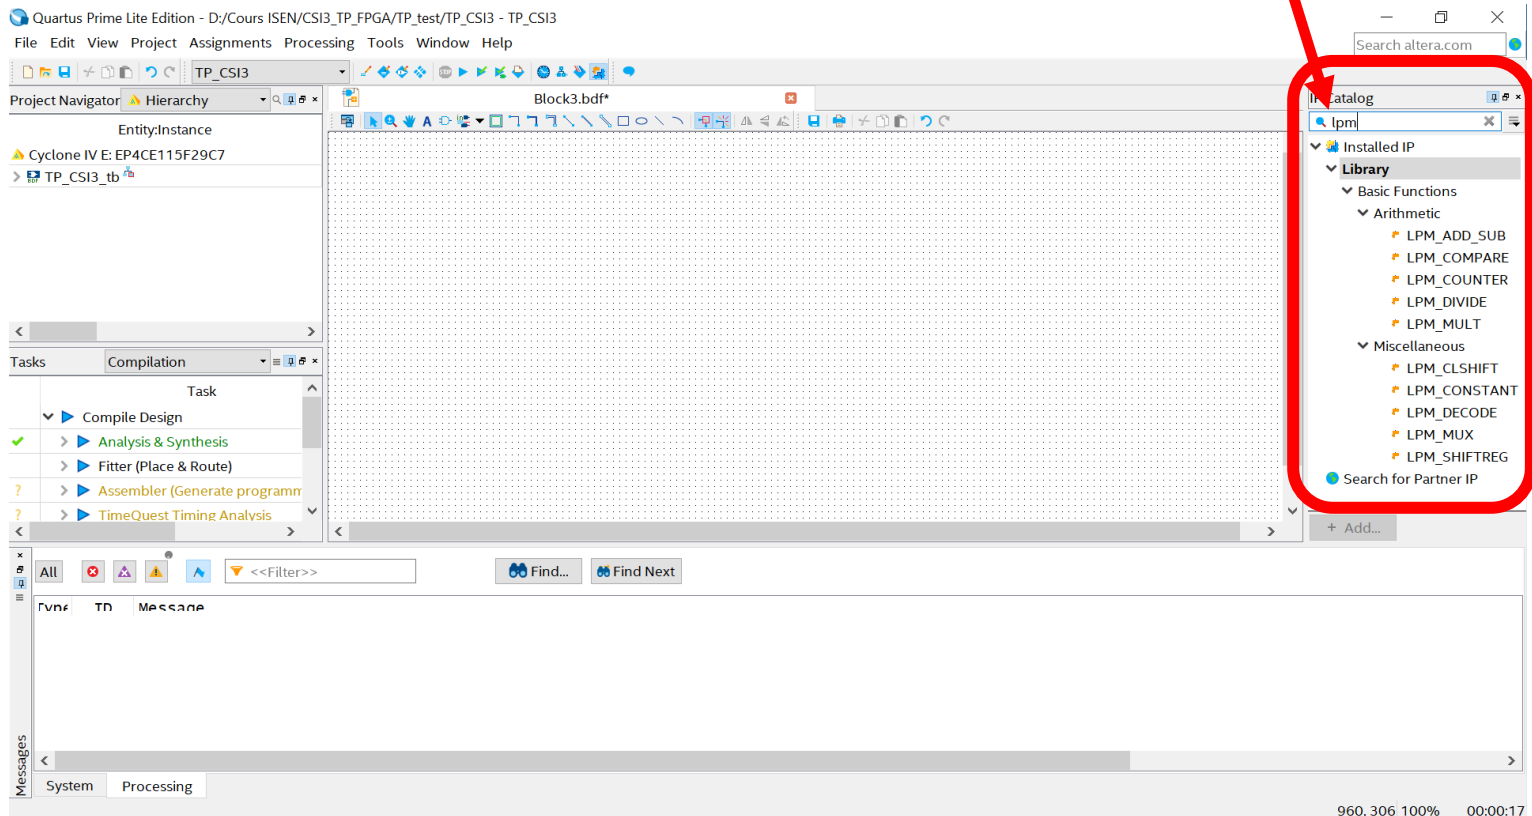 Quartus Prime Lite Edition - D:/Cours ISEN/CSI3_TP_FPGA/TP_test/TP_CSI3 - TP_CSI3
File Edit View Project Assignments Processing Tools Window Help
Search altera.com
TP_CSI3
Project Navigator Hierarchy
Entity:Instance
Cyclone IV E: EP4CE115F29C7
TP_CSI3_tb
Block3.bdf*
IP Catalog
lpm
Installed IP
Library
Basic Functions
Arithmetic
LPM_ADD_SUB
LPM_COMPARE
LPM_COUNTER
LPM_DIVIDE
LPM_MULT
Miscellaneous
LPM_CLSHIFT
LPM_CONSTANT
LPM_DECODE
LPM_MUX
LPM_SHIFTREG
Search for Partner IP
+ Add...
Tasks Compilation
Task
Compile Design
Analysis & Synthesis
Fitter (Place & Route)
? Assembler (Generate programm
? TimeQuest Timing Analysis
All <<Filter>> Find... Find Next
Type ID Message
Messages
System Processing
960, 306 100% 00:00:17